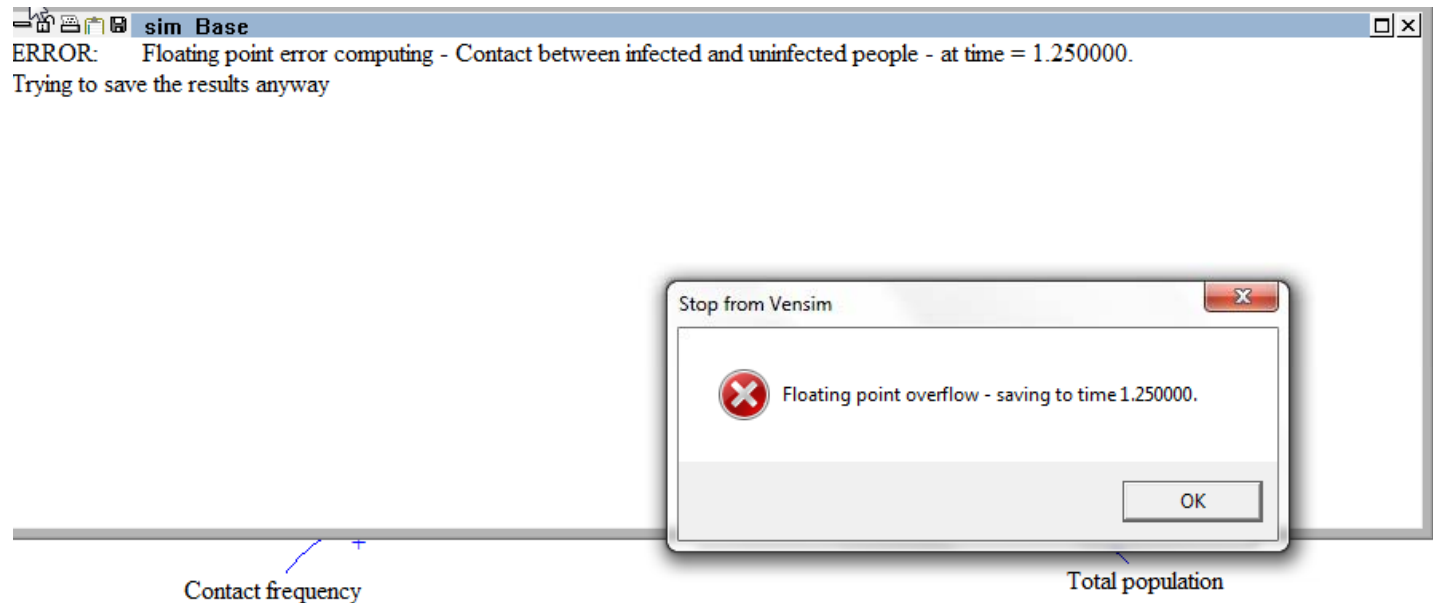 sim Base
ERROR: Floating point error computing - Contact between infected and uninfected people - at time = 1.250000.
Trying to save the results anyway
Stop from Vensim
Floating point overflow - saving to time 1.250000.
OK
Contact frequency
Total population